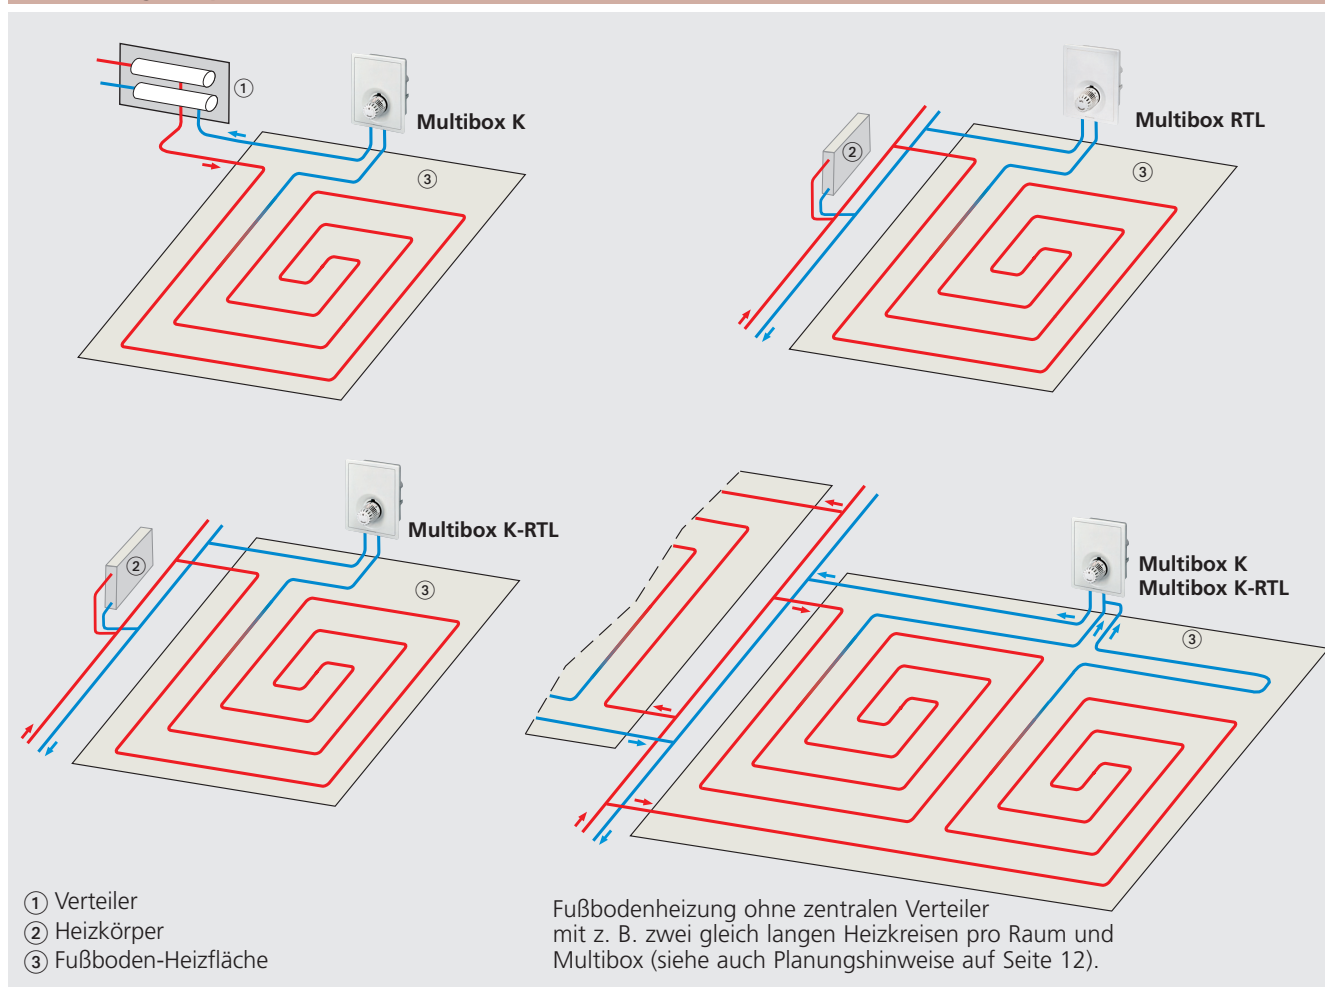 ①
Multibox K
③
②
Multibox RTL
③
②
Multibox K-RTL
③
Multibox K
Multibox K-RTL
③
① Verteiler
② Heizkörper
③ Fußboden-Heizfläche
Fußbodenheizung ohne zentralen Verteiler
mit z. B. zwei gleich langen Heizkreisen pro Raum und
Multibox (siehe auch Planungshinweise auf Seite 12).